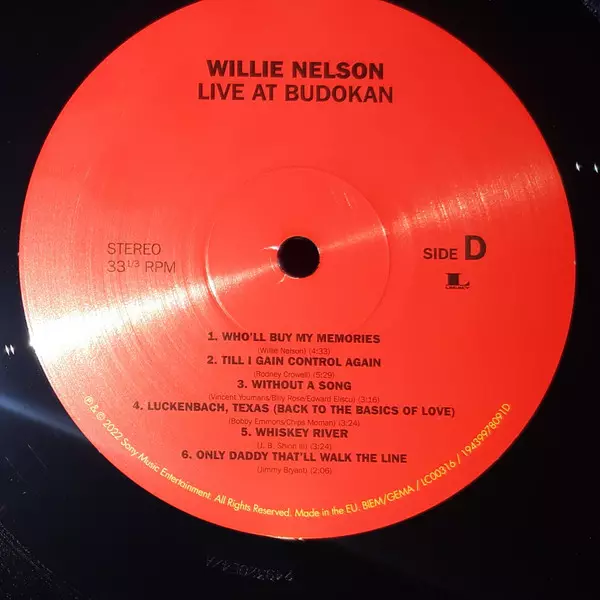 WILLIE NELSON
LIVE AT BUDOKAN
STEREO
33 1/3 RPM
SIDE D
L
LEGACY
1. WHO'LL BUY MY MEMORIES
(Willie Nelson) (4:33)
2. TILL I GAIN CONTROL AGAIN
(Rodney Crowell) (5:29)
3. WITHOUT A SONG
(Vincent Youmans/Billy Rose/Edward Eliscu) (3:16)
4. LUCKENBACH, TEXAS (BACK TO THE BASICS OF LOVE)
(Bobby Emmons/Chips Moman) (3:24)
5. WHISKEY RIVER
(J. B. Shinn III) (3:24)
6. ONLY DADDY THAT'LL WALK THE LINE
(Jimmy Bryant) (2:06)
℗ & © 2022 Sony Music Entertainment. All Rights Reserved. Made in the EU. BIEM/GEMA / LC00316 / 19439978091D